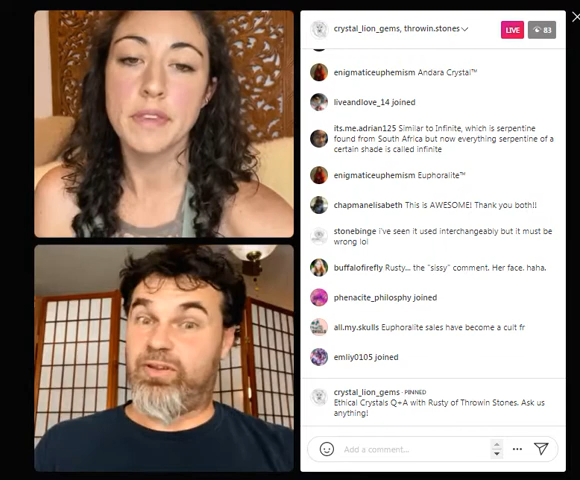 crystal_lion_gems, throwin.stones
LIVE
83
enigmaticeuphemism Andara Crystal™
liveandlove_14 joined
its.me.adrian125 Similar to Infinite, which is serpentine
found from South Africa but now everything serpentine of a
certain shade is called infinite
enigmaticeuphemism Euphoralite™
chapmanelisabeth This is AWESOME! Thank you both!!
stonebinge i've seen it used interchangeably but it must be
wrong lol
buffalofirefly Rusty... the "sissy" comment. Her face. haha.
phenacite_philosphy joined
all.my.skulls Euphoralite sales have become a cult fr
emliy0105 joined
crystal_lion_gems · PINNED
Ethical Crystals Q+A with Rusty of Throwin Stones. Ask us
anything!
Add a comment...